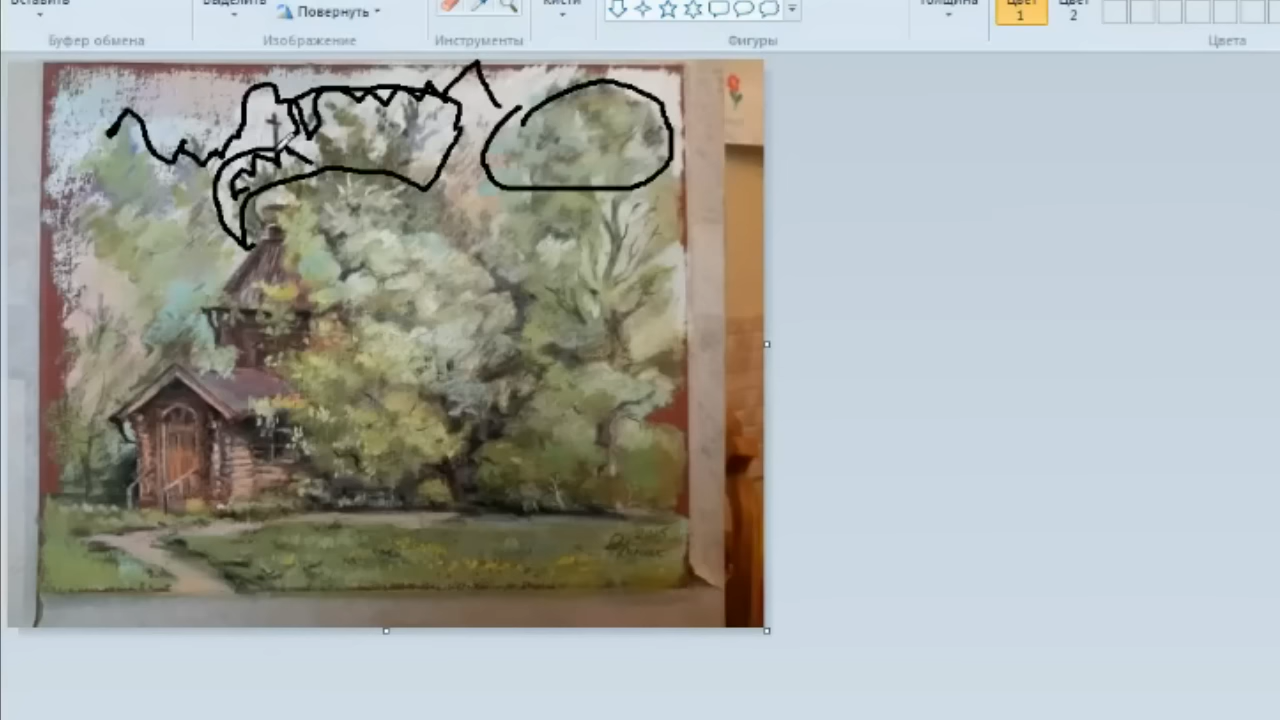 Вставить
Выделить
Повернуть
Кисти
Толщина
Цвет
1
Цвет
2
Буфер обмена
Изображение
Инструменты
Фигуры
Цвета